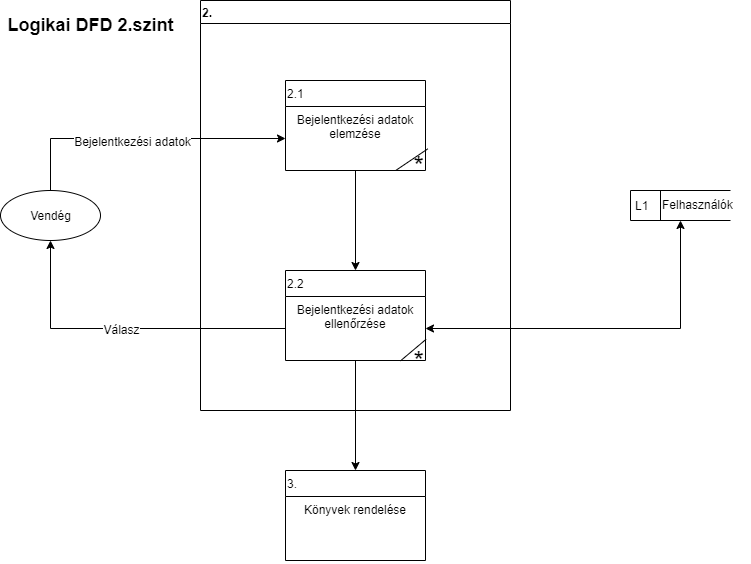 2.
Logikai DFD 2.szint
2.1
Bejelentkezési adatok
elemzése
*
Bejelentkezési adatok
Vendég
L1
Felhasználók
2.2
Bejelentkezési adatok
ellenőrzése
*
Válasz
3.
Könyvek rendelése